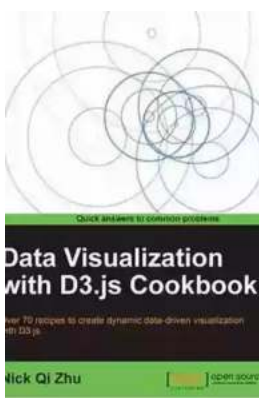 Quick answers to common problems
Data Visualization
with D3.js Cookbook
Over 70 recipes to create dynamic data-driven visualization
with D3.js
Nick Qi Zhu
[ ] open source